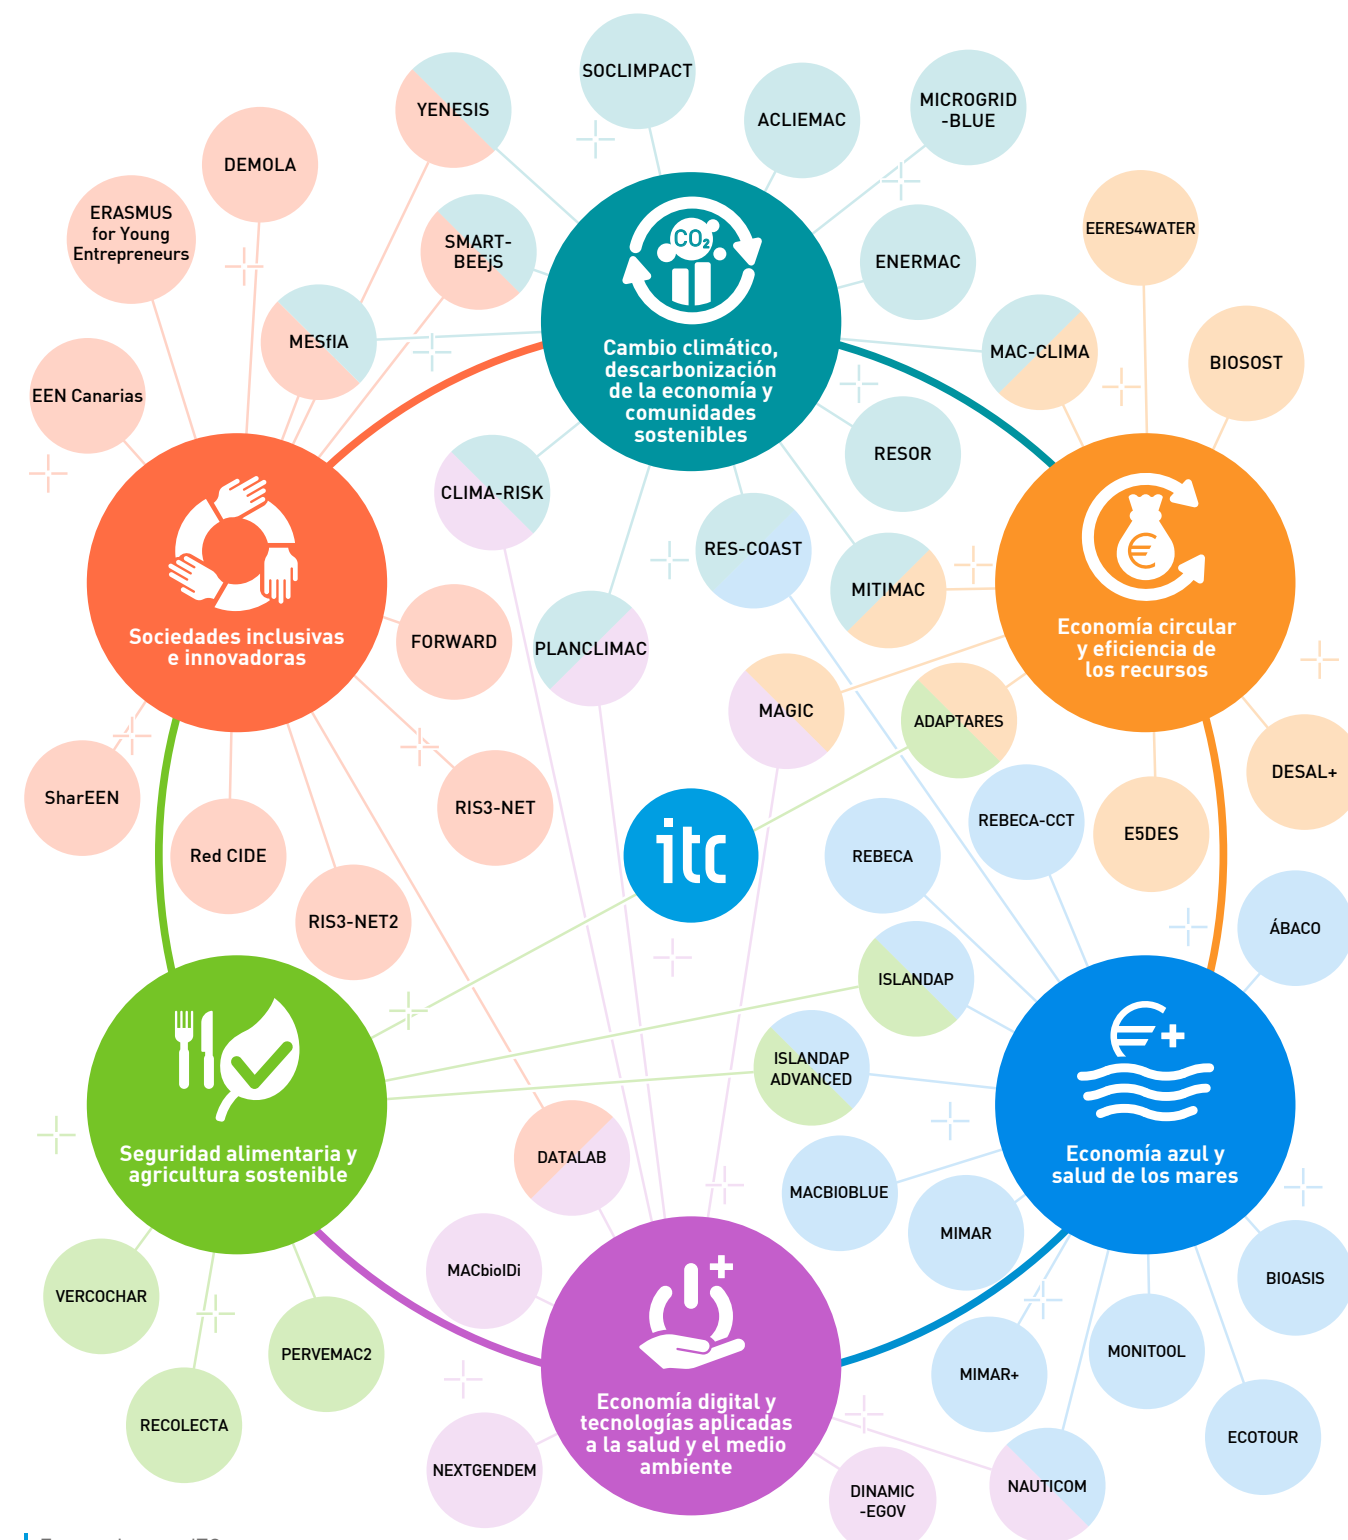 SOCLIMPACT
YENESIS
ACLIEMAC
MICROGRID
-BLUE
DEMOLA
ERASMUS
for Young
Entrepreneurs
SMART-
BEEjS
CO₂
ENERMAC
EERES4WATER
MESfIA
MAC-CLIMA
BIOSOST
EEN Canarias
Cambio climático,
descarbonización
de la economía y
comunidades
sostenibles
RESOR
CLIMA-RISK
RES-COAST
MITIMAC
€
Sociedades inclusivas
e innovadoras
FORWARD
PLANCLIMAC
Economía circular
y eficiencia de
los recursos
MAGIC
ADAPTARES
DESAL+
SharEEN
RIS3-NET
REBECA-CCT
E5DES
Red CIDE
itc
REBECA
RIS3-NET2
ÁBACO
ISLANDAP
€+
ISLANDAP
ADVANCED
Seguridad alimentaria y
agricultura sostenible
DATALAB
Economía azul y
salud de los mares
MACBIOBLUE
MIMAR
MACbioIDi
BIOASIS
VERCOCHAR
PERVEMAC2
MIMAR+
MONITOOL
RECOLECTA
Economía digital y
tecnologías aplicadas
a la salud y el medio
ambiente
ECOTOUR
NEXTGENDEM
DINAMIC
-EGOV
NAUTICOM